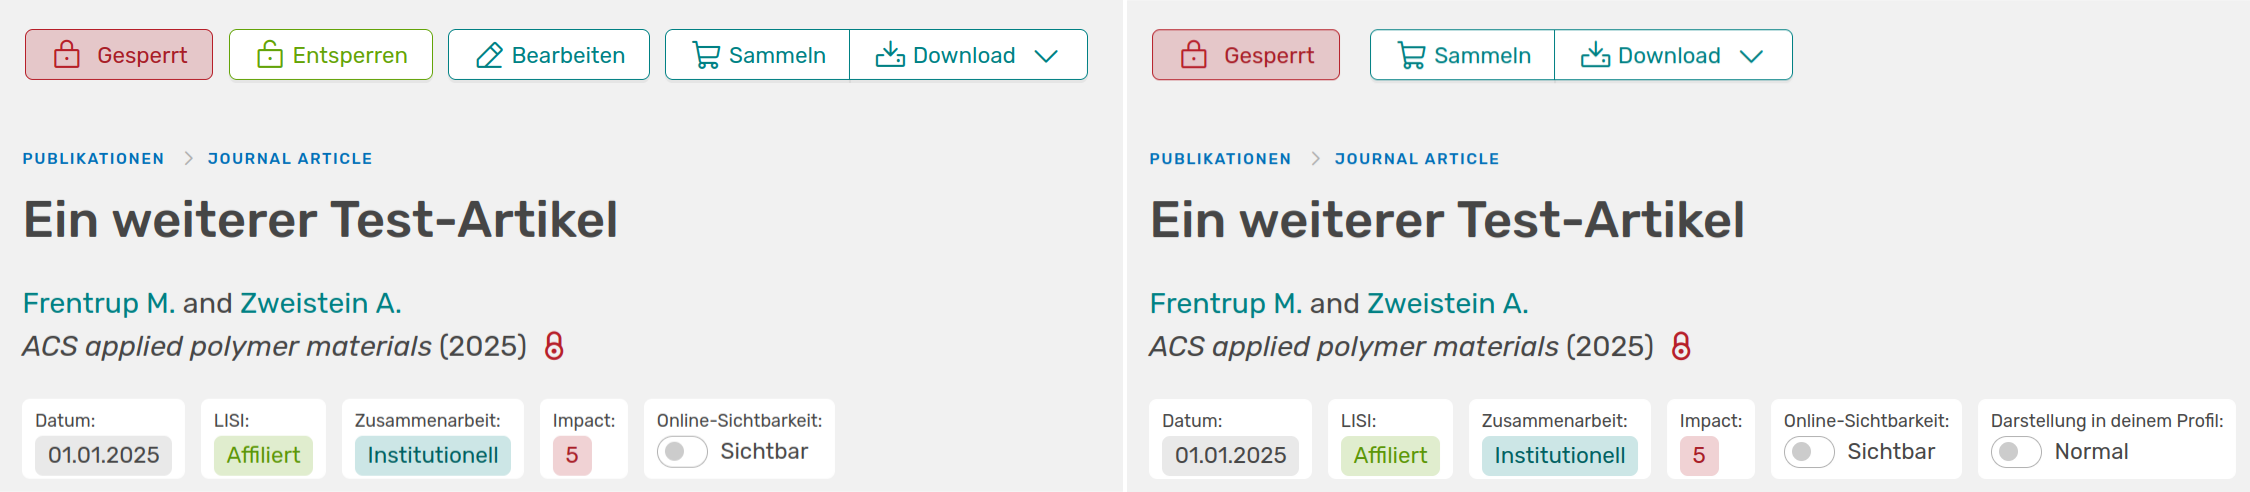 Gesperrt Entsperren Bearbeiten Sammeln Download
PUBLIKATIONEN JOURNAL ARTICLE
Ein weiterer Test-Artikel
Frentrup M. and Zweistein A.
ACS applied polymer materials (2025)
Datum: LISI: Zusammenarbeit: Impact: Online-Sichtbarkeit:
01.01.2025 Affiliert Institutionell 5 Sichtbar
Gesperrt Sammeln Download
PUBLIKATIONEN JOURNAL ARTICLE
Ein weiterer Test-Artikel
Frentrup M. and Zweistein A.
ACS applied polymer materials (2025)
Datum: LISI: Zusammenarbeit: Impact: Online-Sichtbarkeit: Darstellung in deinem Profil:
01.01.2025 Affiliert Institutionell 5 Sichtbar Normal